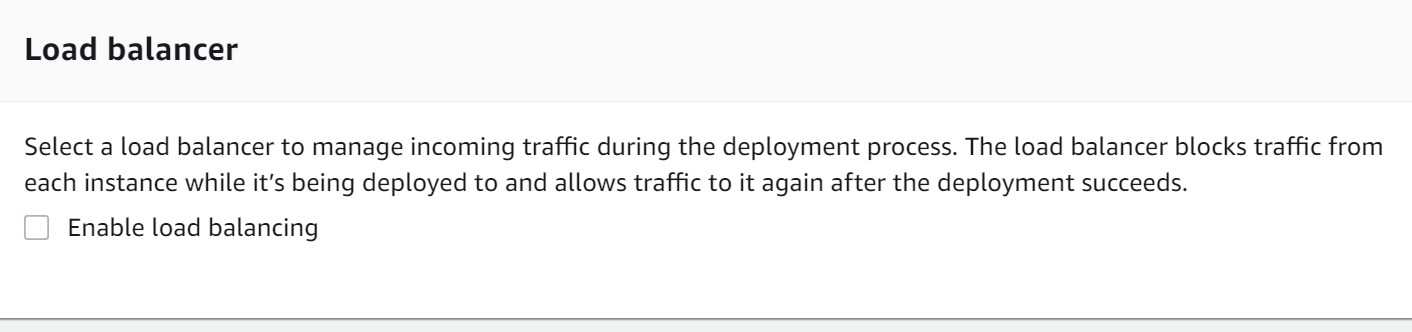 Load balancer
Select a load balancer to manage incoming traffic during the deployment process. The load balancer blocks traffic from
each instance while it’s being deployed to and allows traffic to it again after the deployment succeeds.
Enable load balancing